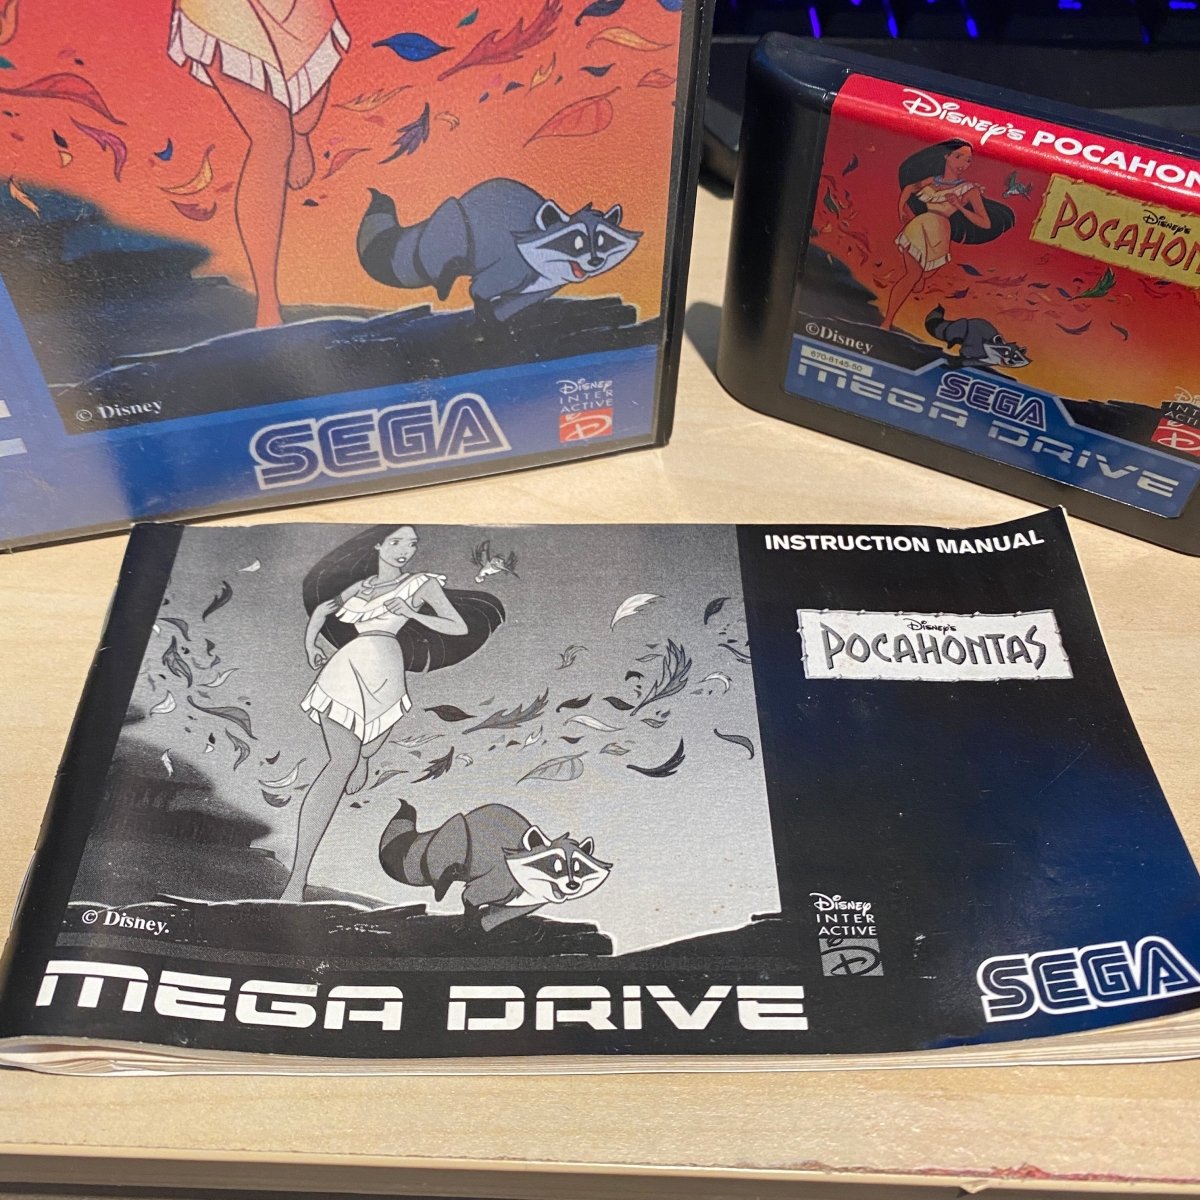 © Disney
SEGA
Disney
INTER
ACTIVE
D
Disney's POCAHON
Disney's
POCAHON
©Disney
670-8145-50
SEGA
MEGA DRIVE
INSTRUCTION MANUAL
Disney's
POCAHONTAS
© Disney.
Disney
INTER
ACTIVE
D
MEGA DRIVE
SEGA